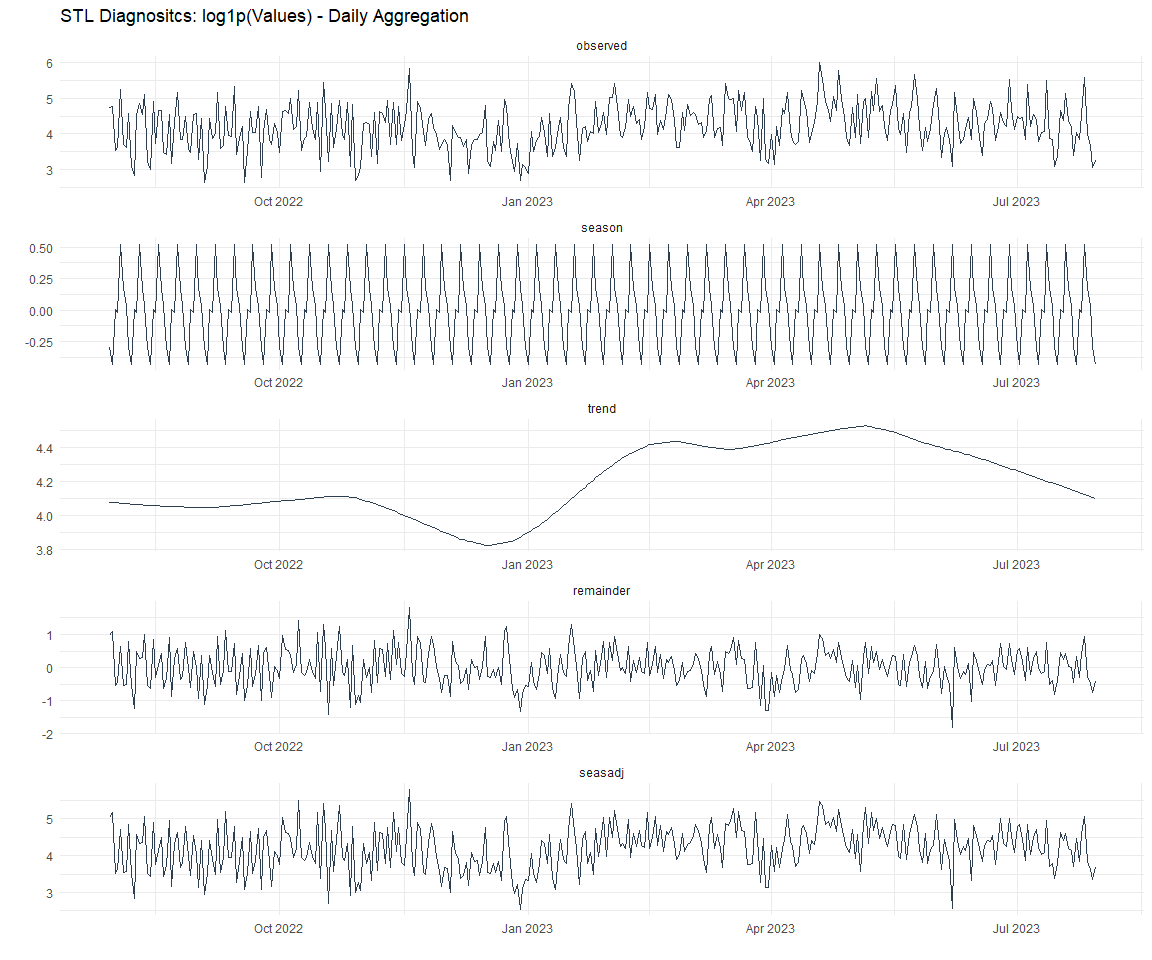 STL Diagnositcs: log1p(Values) - Daily Aggregation
observed
6
5
4
3
Oct 2022 Jan 2023 Apr 2023 Jul 2023
season
0.50
0.25
0.00
-0.25
Oct 2022 Jan 2023 Apr 2023 Jul 2023
trend
4.4
4.2
4.0
3.8
Oct 2022 Jan 2023 Apr 2023 Jul 2023
remainder
1
0
-1
-2
Oct 2022 Jan 2023 Apr 2023 Jul 2023
seasadj
5
4
3
Oct 2022 Jan 2023 Apr 2023 Jul 2023